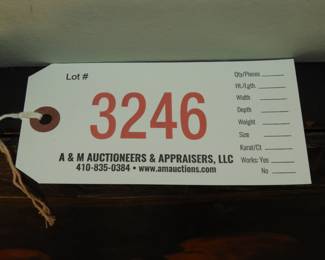 Lot #
3246
A & M AUCTIONEERS & APPRAISERS, LLC
410-835-0384 • www.amauctions.com
Qty/Pieces
Ht./Lgth.
Width
Depth
Weight
Size
Karat/Ct
Works: Yes
No